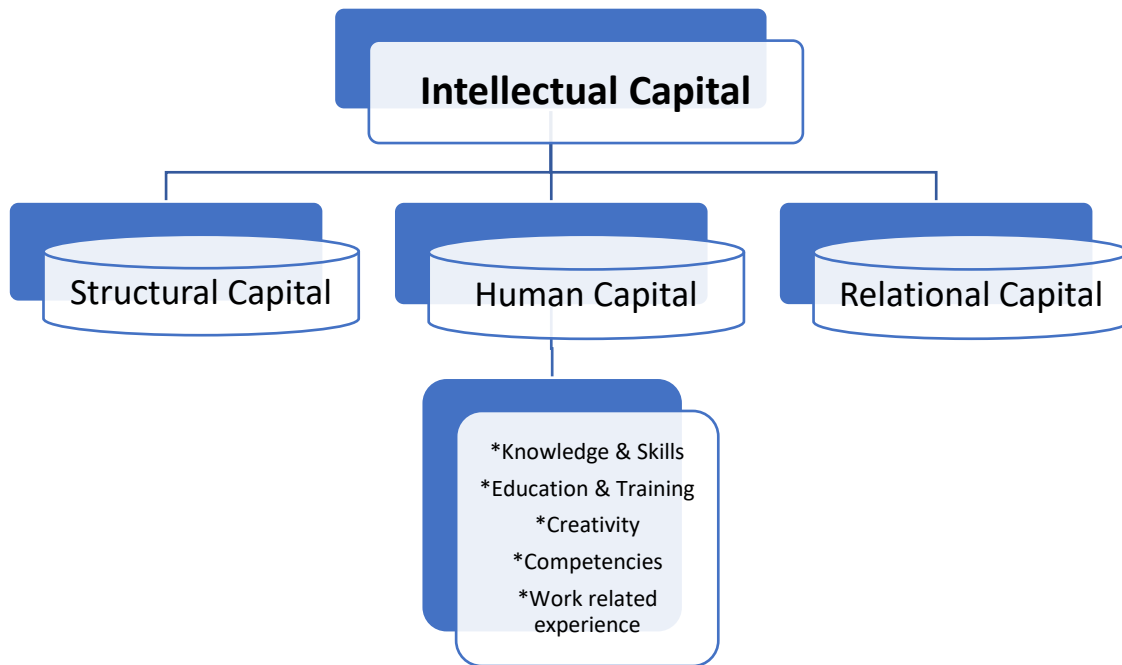 Intellectual Capital
Structural Capital
Human Capital
Relational Capital
*Knowledge & Skills
*Education & Training
*Creativity
*Competencies
*Work related
experience